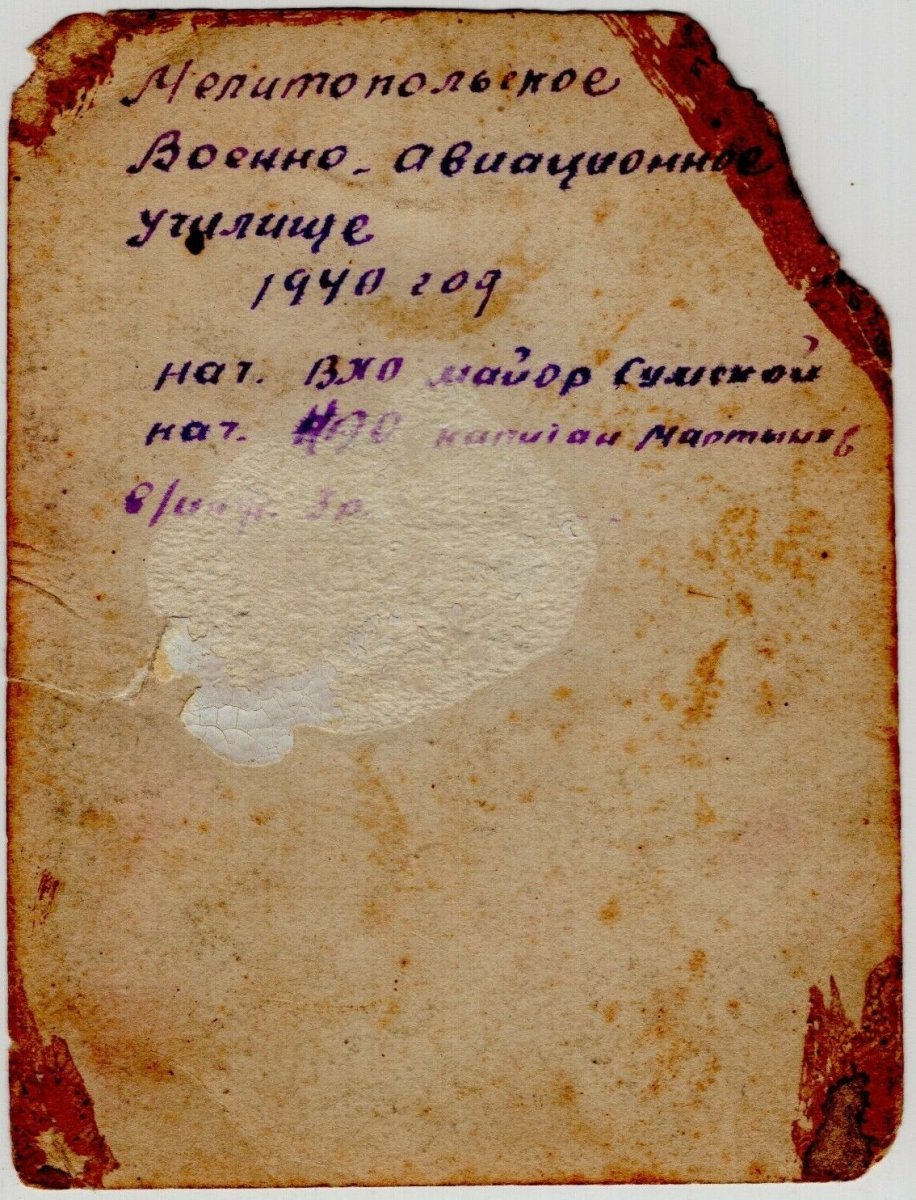 Мелитопольское
Военно-Авиационное
училище
1940 год
нач. ВХО майор Сумской
нач. капитан Мартынов